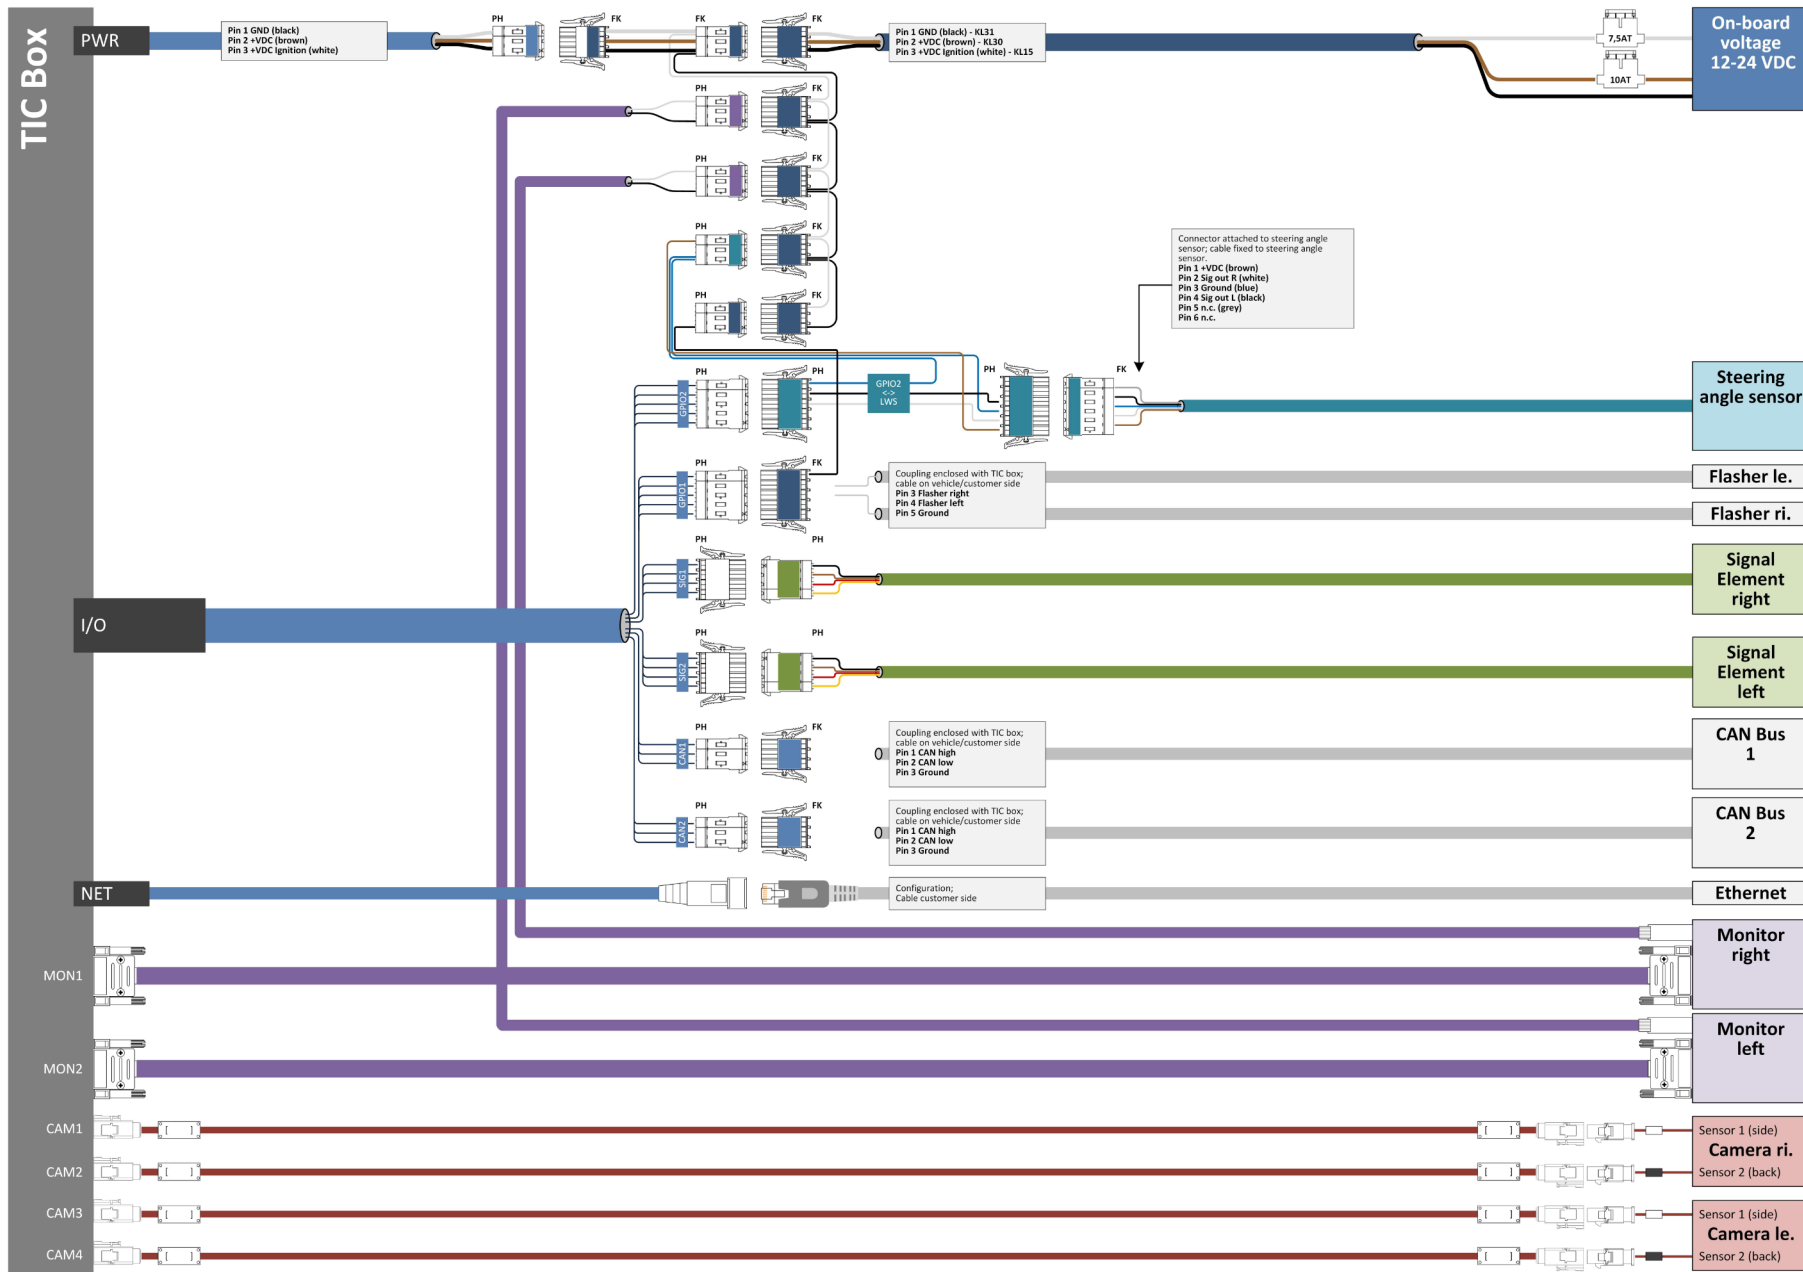 TIC Box
PWR
Pin 1 GND (black)
Pin 2 +VDC (brown)
Pin 3 +VDC Ignition (white)
PH
FK
FK
FK
Pin 1 GND (black) - KL31
Pin 2 +VDC (brown) - KL30
Pin 3 +VDC Ignition (white) - KL15
7,5AT
10AT
On-board
voltage
12-24 VDC
PH
FK
PH
FK
PH
FK
PH
FK
Connector attached to steering angle
sensor; cable fixed to steering angle
sensor.
Pin 1 +VDC (brown)
Pin 2 Sig out R (white)
Pin 3 Ground (blue)
Pin 4 Sig out L (black)
Pin 5 n.c. (grey)
Pin 6 n.c.
GPIO2
PH
PH
GPIO2
<->
LWS
PH
FK
Steering
angle sensor
GPIO1
PH
FK
Coupling enclosed with TIC box;
cable on vehicle/customer side
Pin 3 Flasher right
Pin 4 Flasher left
Pin 5 Ground
Flasher le.
Flasher ri.
SIG1
PH
PH
Signal
Element
right
I/O
SIG2
PH
PH
Signal
Element
left
CAN1
PH
FK
Coupling enclosed with TIC box;
cable on vehicle/customer side
Pin 1 CAN high
Pin 2 CAN low
Pin 3 Ground
CAN Bus
1
CAN2
PH
FK
Coupling enclosed with TIC box;
cable on vehicle/customer side
Pin 1 CAN high
Pin 2 CAN low
Pin 3 Ground
CAN Bus
2
NET
Configuration;
Cable customer side
Ethernet
MON1
Monitor
right
MON2
Monitor
left
CAM1
Sensor 1 (side)
Camera ri.
CAM2
Sensor 2 (back)
CAM3
Sensor 1 (side)
Camera le.
CAM4
Sensor 2 (back)